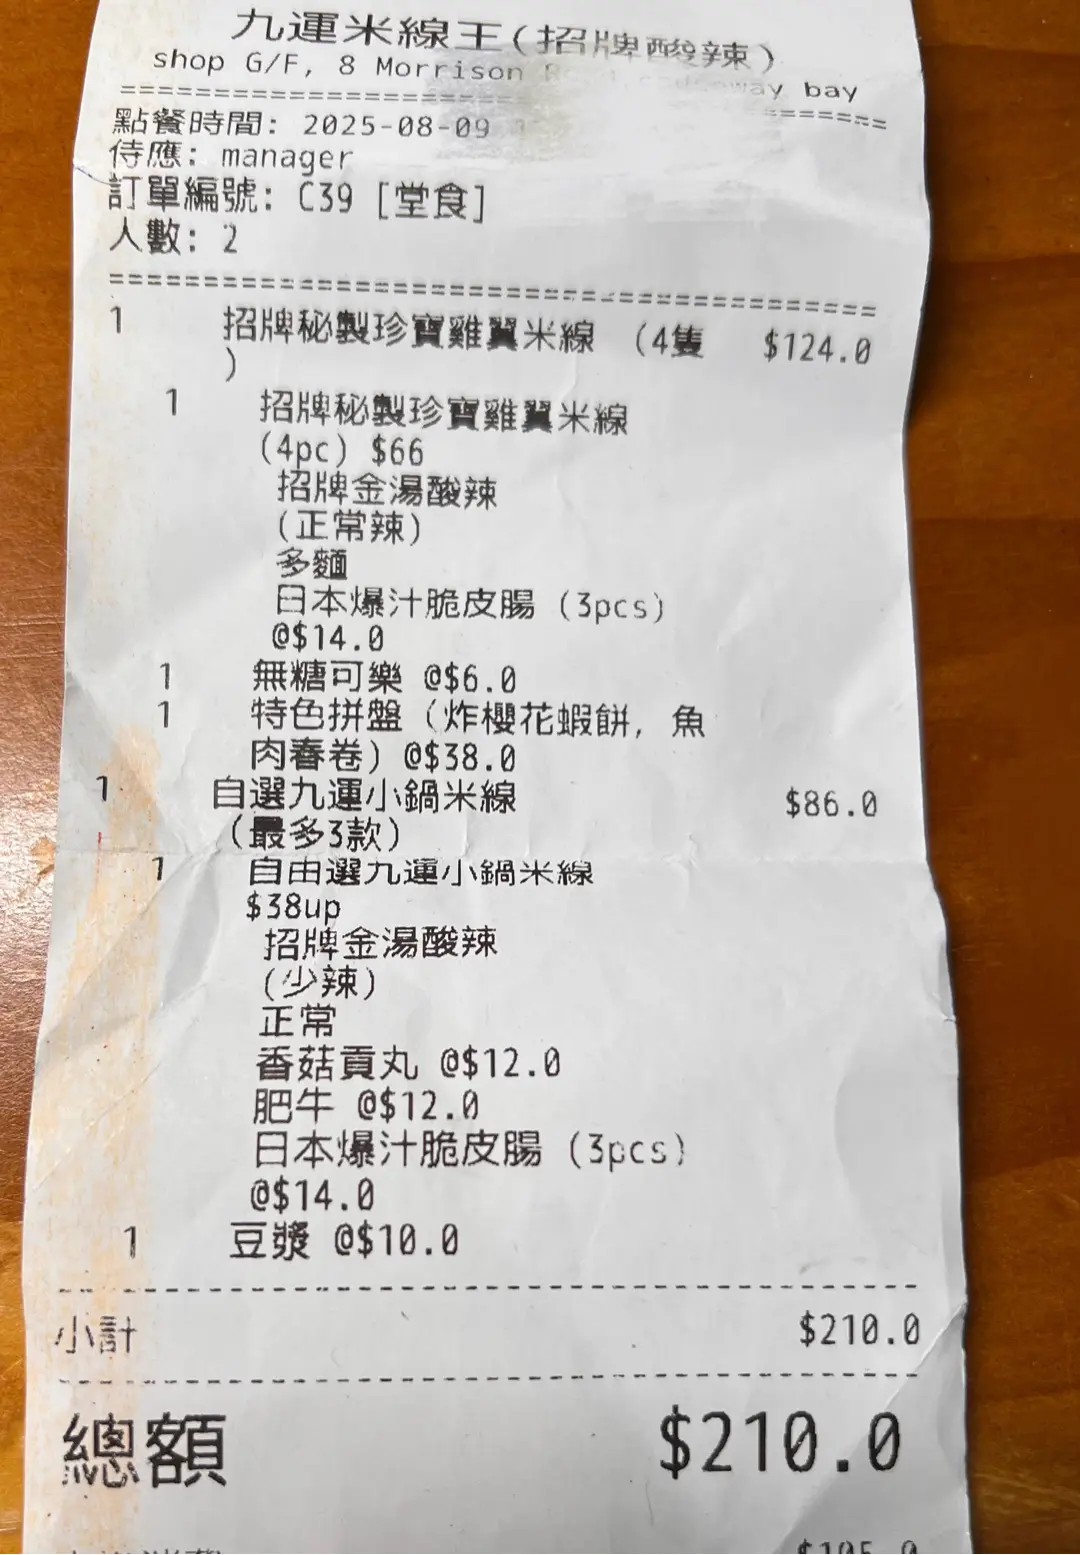 九運米線王(招牌酸辣)
shop G/F, 8 Morrison bay
==========================================
點餐時間: 2025-08-09
侍應: manager
訂單編號: C39 [堂食]
人數: 2
==========================================
1 招牌秘製珍寶雞翼米線 (4隻 $124.0
)
1 招牌秘製珍寶雞翼米線
(4pc) $66
招牌金湯酸辣
(正常辣)
多麵
日本爆汁脆皮腸 (3pcs)
@$14.0
1 無糖可樂 @$6.0
1 特色拼盤 (炸櫻花蝦餅, 魚
肉春卷) @$38.0
1 自選九運小鍋米線 $86.0
(最多3款)
1 自由選九運小鍋米線
$38up
招牌金湯酸辣
(少辣)
正常
香菇貢丸 @$12.0
肥牛 @$12.0
日本爆汁脆皮腸 (3pcs)
@$14.0
1 豆漿 @$10.0
------------------------------------------
小計 $210.0
------------------------------------------
總額 $210.0